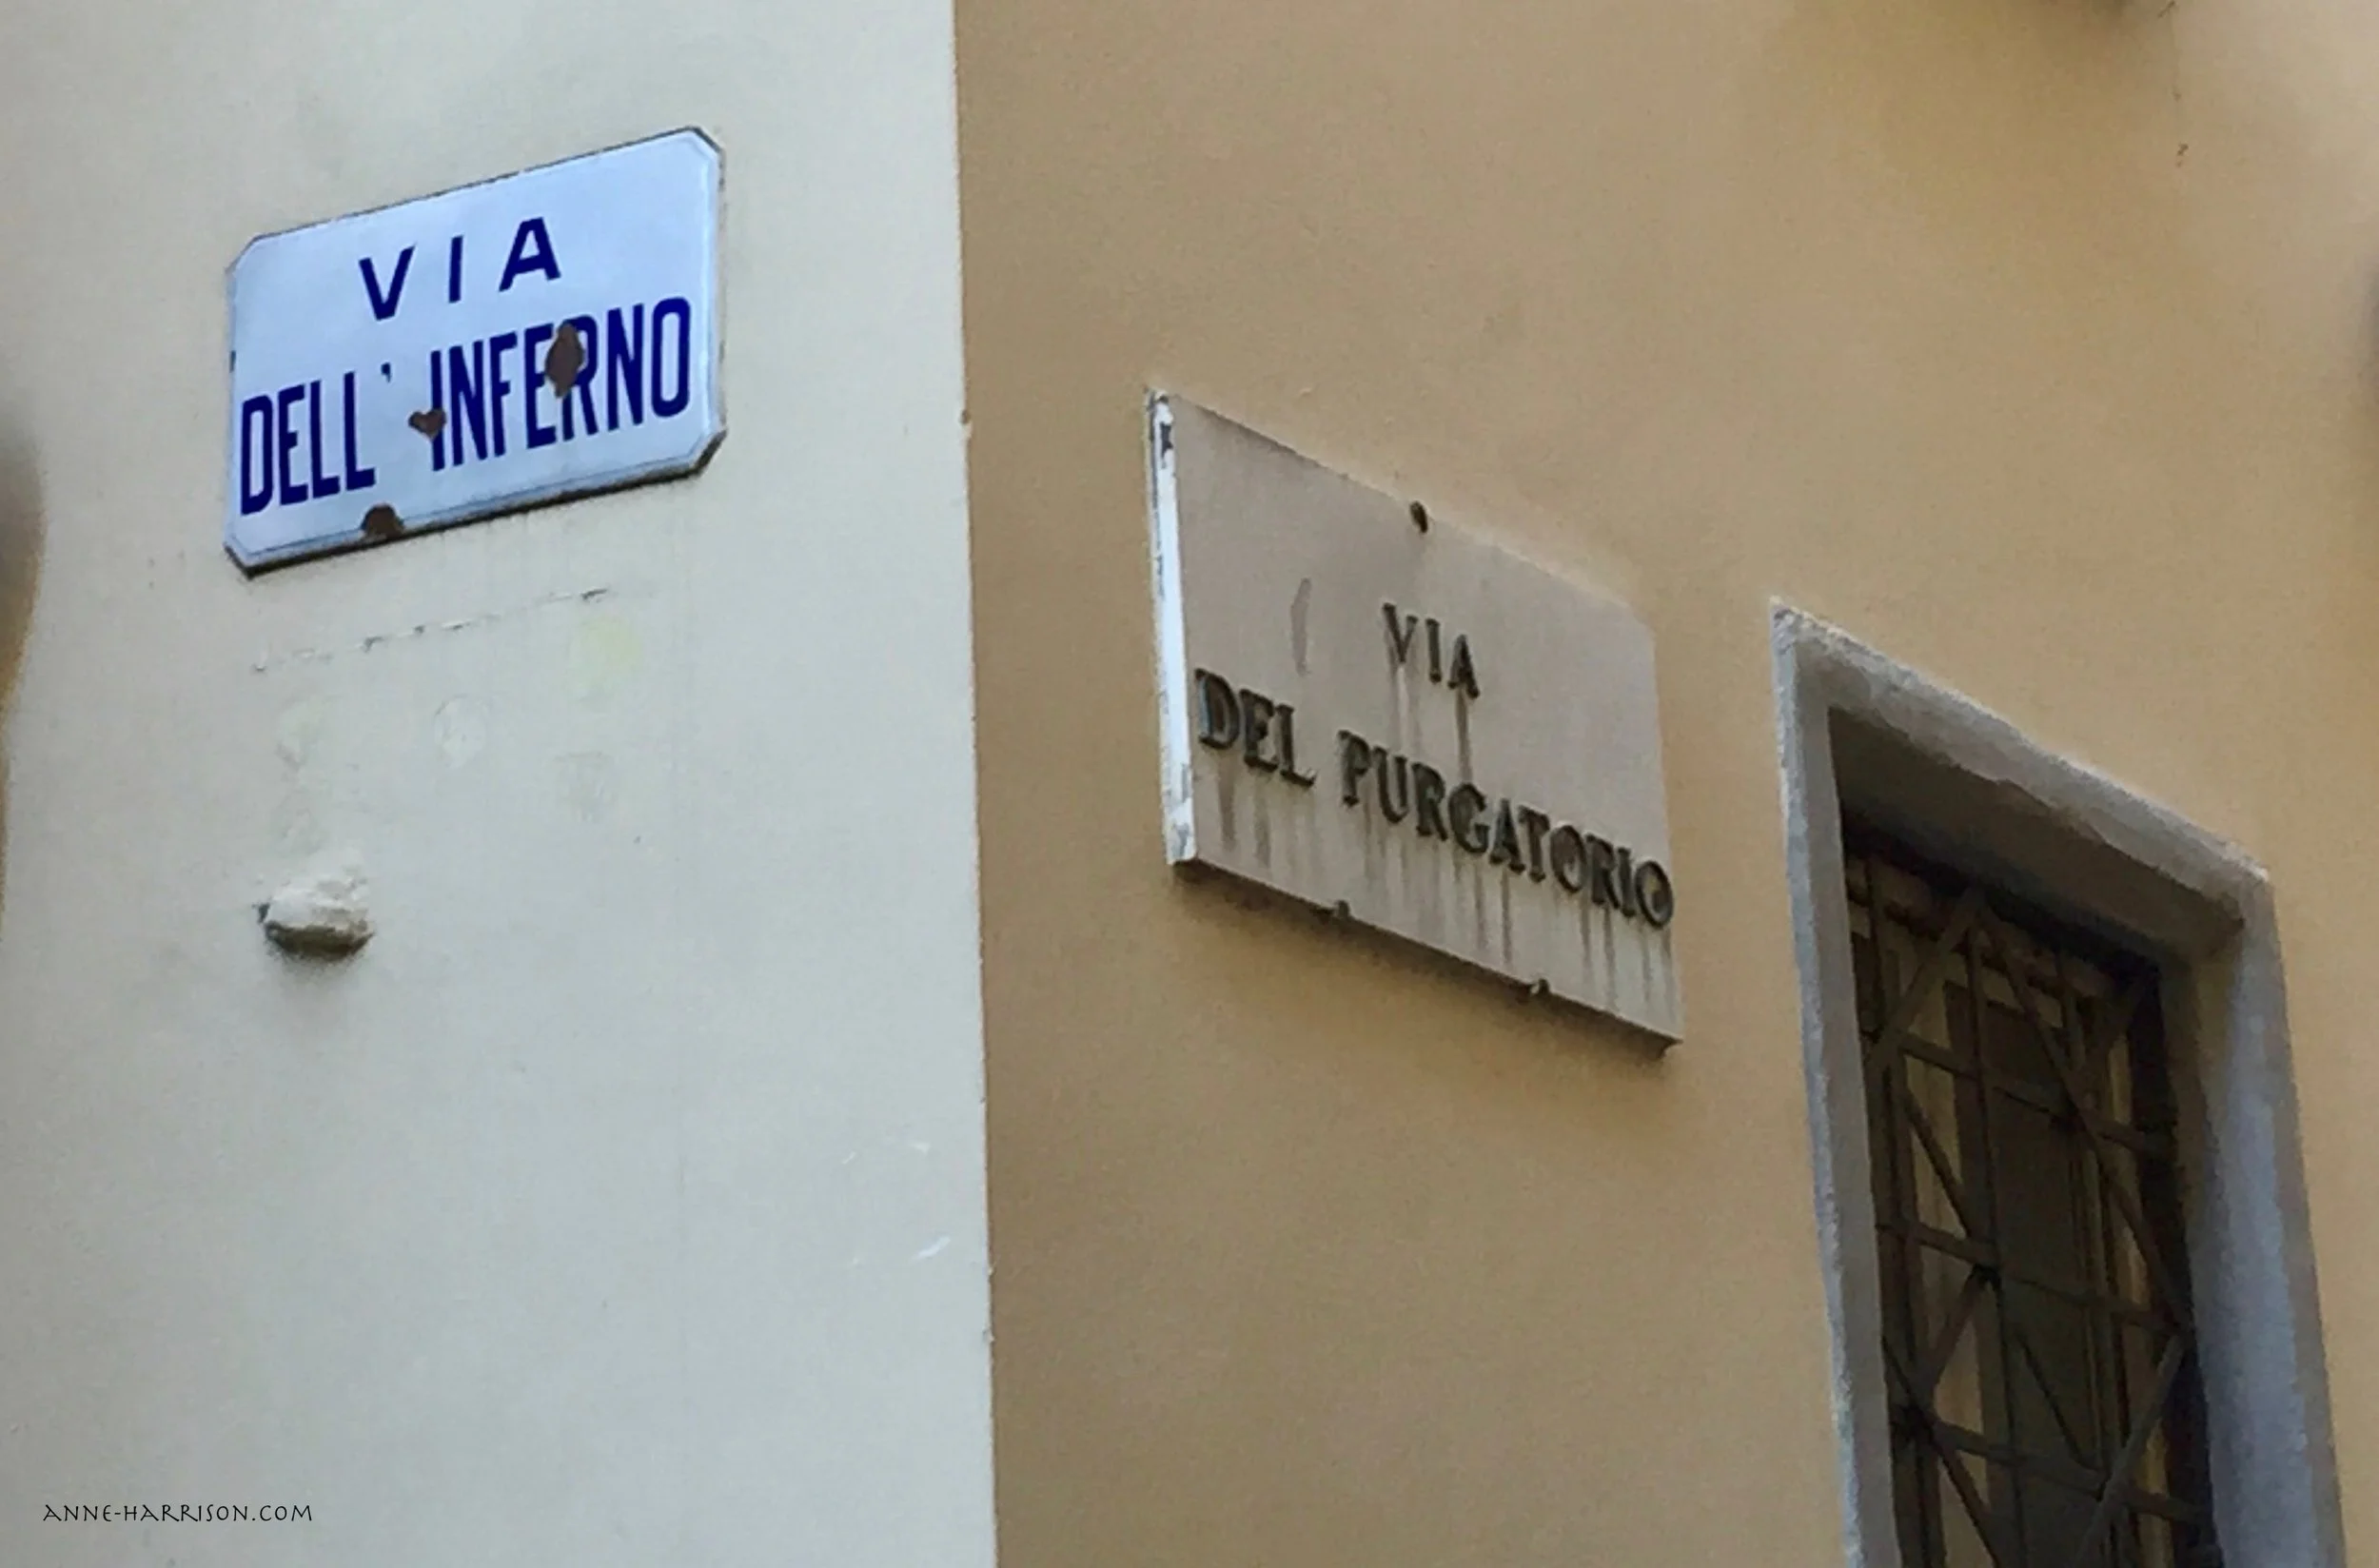 VIA
DELL' INFERNO
VIA
DEL PURGATORIO
ANNE-HARRISON.COM